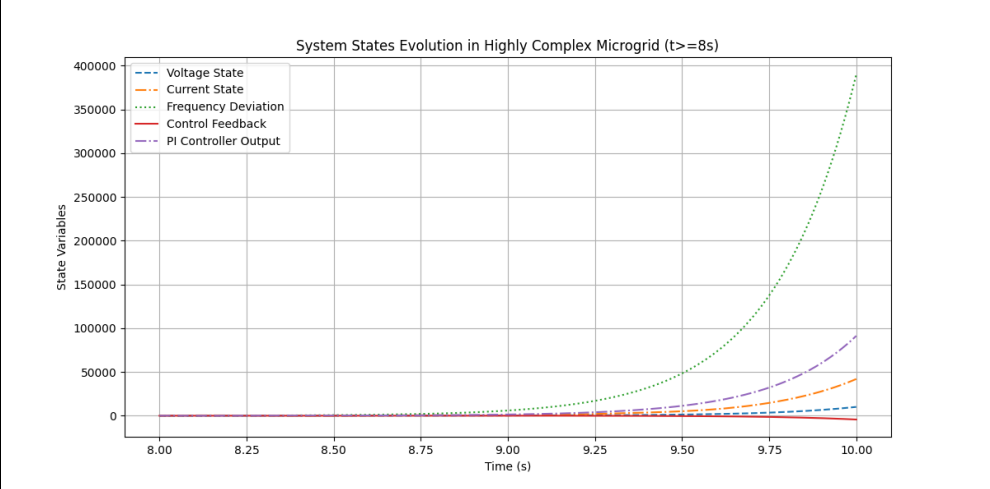 System States Evolution in Highly Complex Microgrid (t>=8s)
400000
350000
300000
250000
200000
150000
100000
50000
0
State Variables
Voltage State
Current State
Frequency Deviation
Control Feedback
PI Controller Output
8.00 8.25 8.50 8.75 9.00 9.25 9.50 9.75 10.00
Time (s)